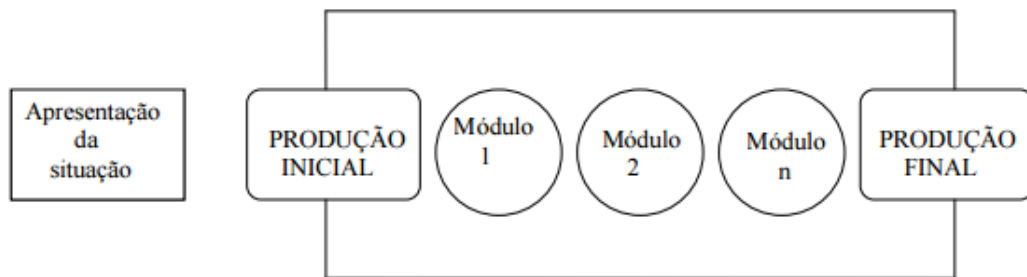 Apresentação
da
situação
PRODUÇÃO
INICIAL
Módulo
1
Módulo
2
Módulo
n
PRODUÇÃO
FINAL